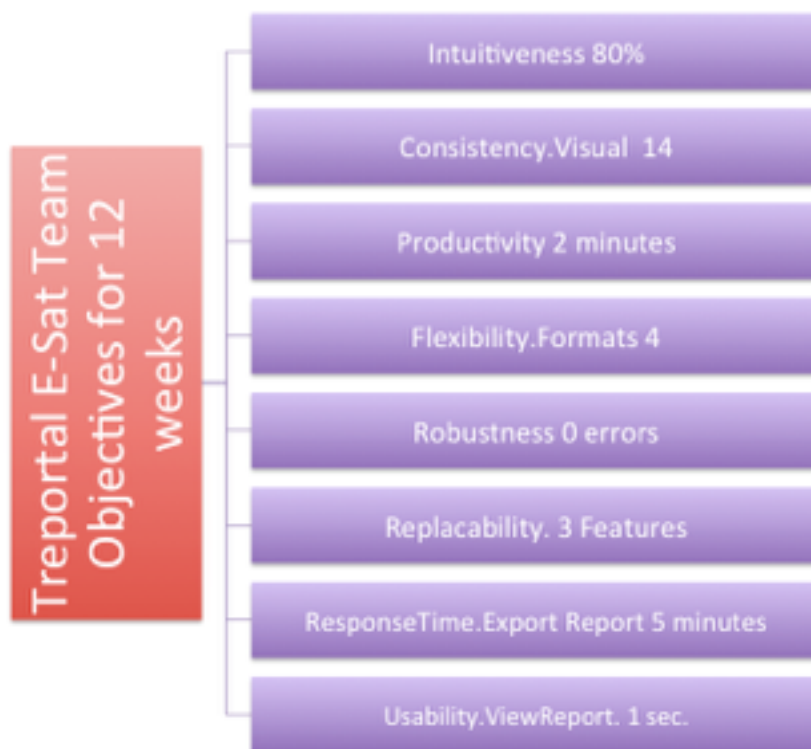 Treportal E-Sat Team
Objectives for 12
weeks
Intuitiveness 80%
Consistency.Visual 14
Productivity 2 minutes
Flexibility.Formats 4
Robustness 0 errors
Replacability. 3 Features
ResponseTime.Export Report 5 minutes
Usability.ViewReport. 1 sec.